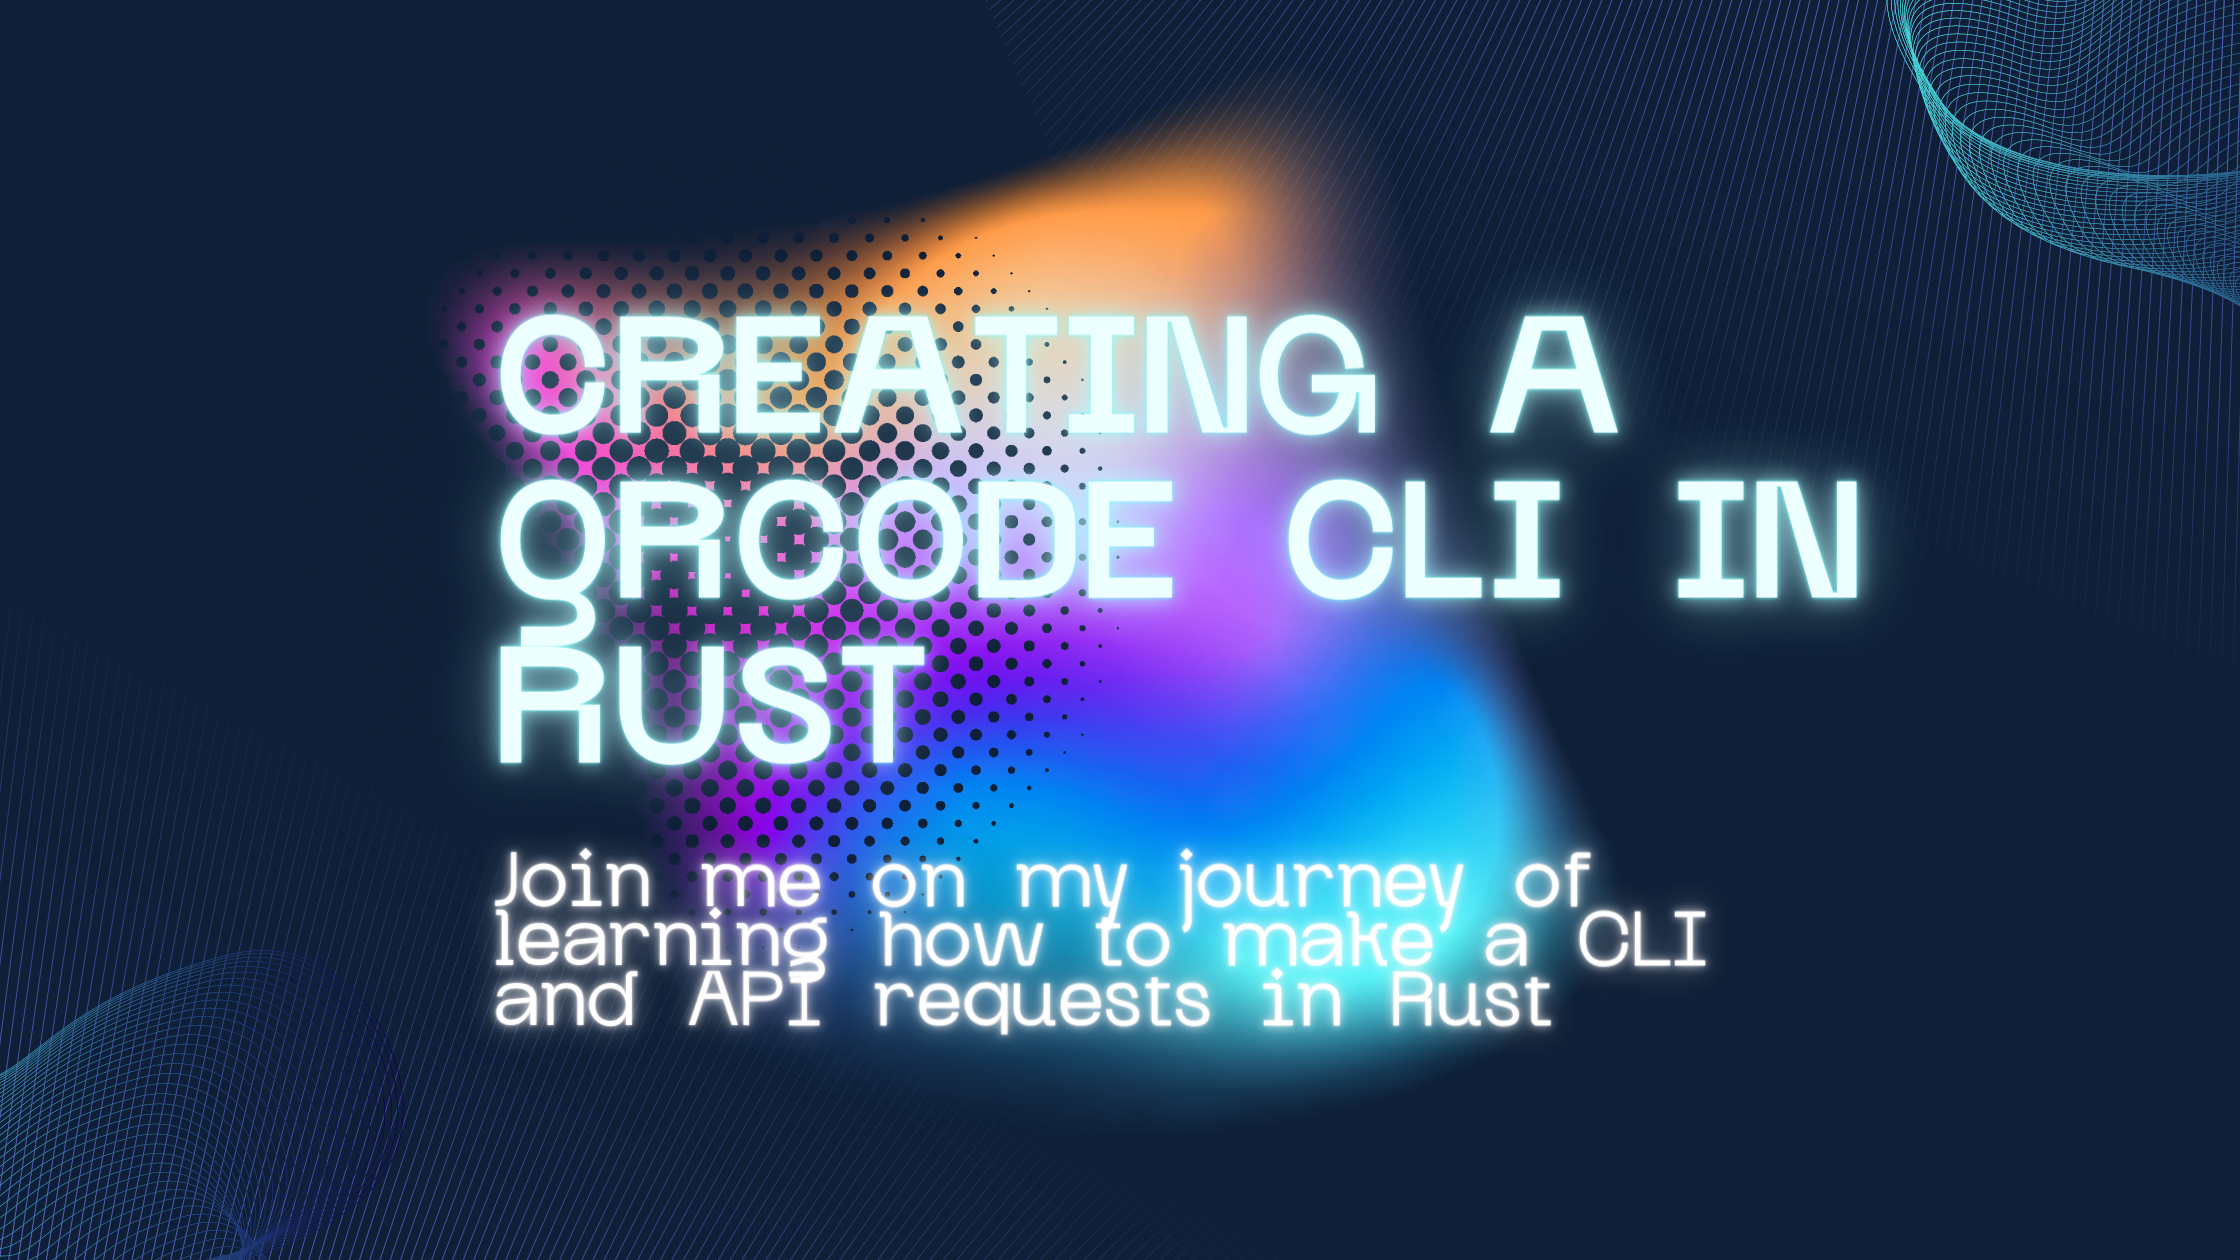 CREATING A
QRCODE CLI IN
RUST
Join me on my journey of
learning how to make a CLI
and API requests in Rust